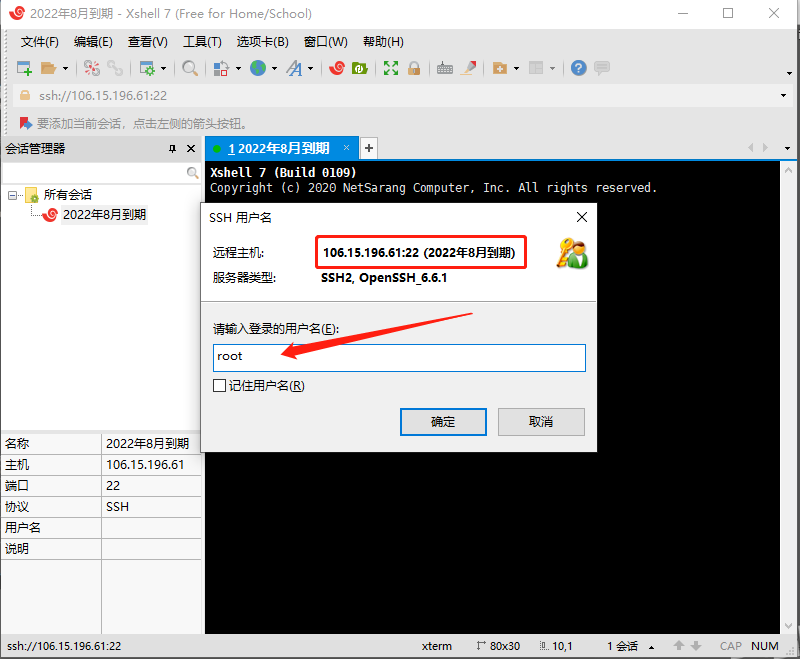 2022年8月到期 - Xshell 7 (Free for Home/School)
文件(F) 编辑(E) 查看(V) 工具(T) 选项卡(B) 窗口(W) 帮助(H)
ssh://106.15.196.61:22
要添加当前会话，点击左侧的箭头按钮。
会话管理器
1 2022年8月到期
所有会话
2022年8月到期
Xshell 7 (Build 0109)
Copyright (c) 2020 NetSarang Computer, Inc. All rights reserved.
SSH 用户名
远程主机: 106.15.196.61:22 (2022年8月到期)
服务器类型: SSH2, OpenSSH_6.6.1
请输入登录的用户名(E):
root
记住用户名(R)
确定 取消
名称 2022年8月到期
主机 106.15.196.61
端口 22
协议 SSH
用户名
说明
ssh://106.15.196.61:22 xterm 80x30 10,1 1 会话 CAP NUM